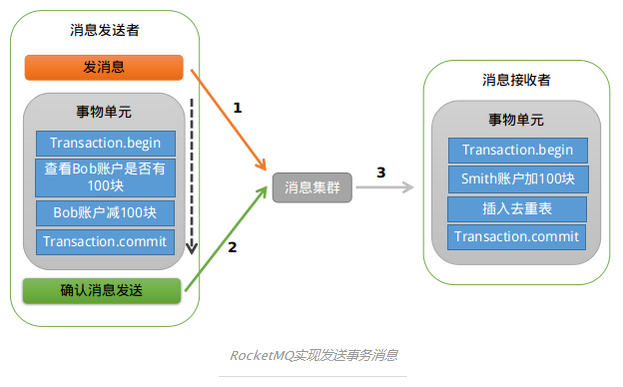 消息发送者
发消息
事物单元
Transaction.begin
查看Bob账户是否有
100块
Bob账户减100块
Transaction.commit
确认消息发送
1
2
消息集群
3
消息接收者
事物单元
Transaction.begin
Smith账户加100块
插入去重表
Transaction.commit
RocketMQ实现发送事务消息